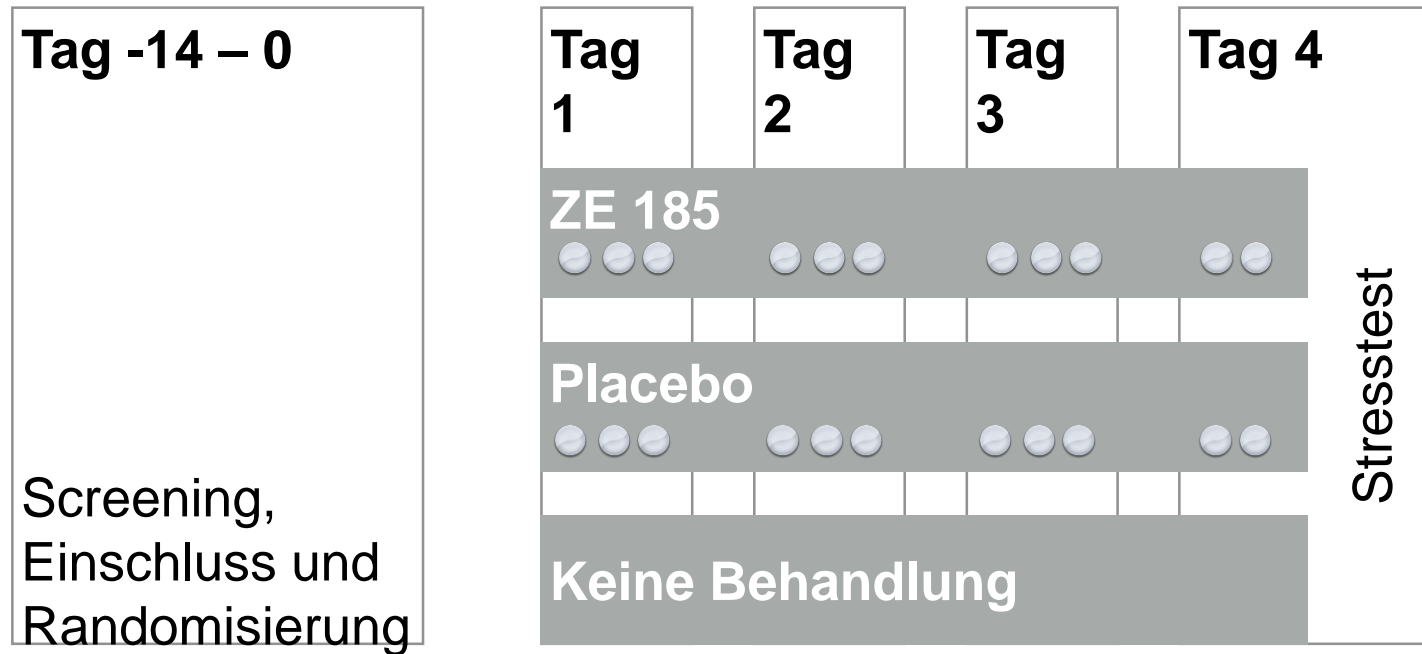 Tag -14 – 0
Screening,
Einschluss und
Randomisierung
Tag
1
Tag
2
Tag
3
Tag 4
ZE 185
Placebo
Keine Behandlung
Stresstest